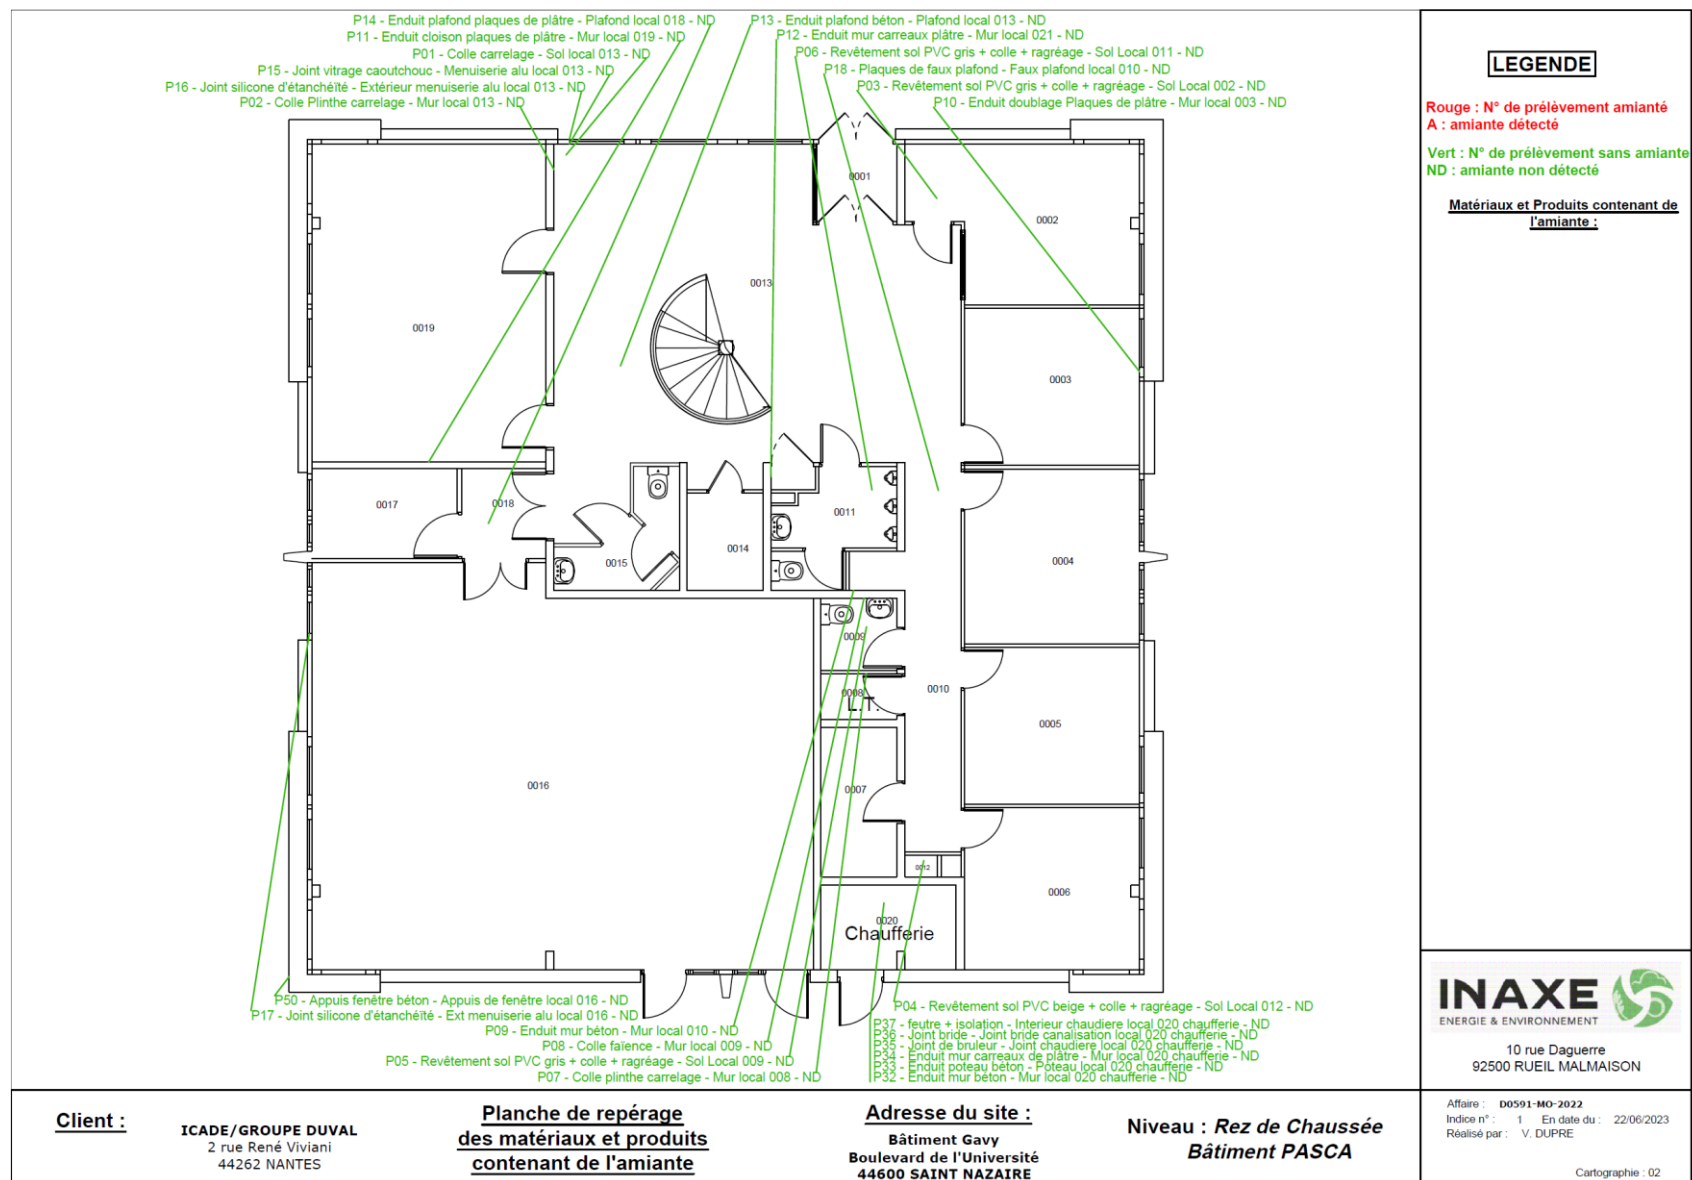 P14 - Enduit plafond plaques de plâtre - Plafond local 018 - ND
P11 - Enduit cloison plaques de plâtre - Mur local 019 - ND
P01 - Colle carrelage - Sol local 013 - ND
P15 - Joint vitrage caoutchouc - Menuiserie alu local 013 - ND
P16 - Joint silicone d'étanchéité - Extérieur menuiserie alu local 013 - ND
P02 - Colle Plinthe carrelage - Mur local 013 - ND
P13 - Enduit plafond béton - Plafond local 013 - ND
P12 - Enduit mur carreaux plâtre - Mur local 021 - ND
P06 - Revêtement sol PVC gris + colle + ragréage - Sol Local 011 - ND
P18 - Plaques de faux plafond - Faux plafond local 010 - ND
P03 - Revêtement sol PVC gris + colle + ragréage - Sol Local 002 - ND
P10 - Enduit doublage Plaques de plâtre - Mur local 003 - ND
0001
0002
0013
0019
0003
0017
0018
0011
0014
0015
0004
0009
0008
L.T.
0010
0005
0016
0007
0012
0006
0020
Chaufferie
P50 - Appuis fenêtre béton - Appuis de fenêtre local 016 - ND
P17 - Joint silicone d'étanchéité - Ext menuiserie alu local 016 - ND
P09 - Enduit mur béton - Mur local 010 - ND
P08 - Colle faïence - Mur local 009 - ND
P05 - Revêtement sol PVC gris + colle + ragréage - Sol Local 009 - ND
P07 - Colle plinthe carrelage - Mur local 008 - ND
P04 - Revêtement sol PVC beige + colle + ragréage - Sol Local 012 - ND
P37 - feutre + isolation - Interieur chaudiere local 020 chaufferie - ND
P36 - Joint bride - Joint bride canalisation local 020 chaufferie - ND
P35 - Joint de bruleur - Joint chaudiere local 020 chaufferie - ND
P34 - Enduit mur carreaux de plâtre - Mur local 020 chaufferie - ND
P33 - Enduit poteau béton - Poteau local 020 chaufferie - ND
P32 - Enduit mur béton - Mur local 020 chaufferie - ND
LEGENDE
Rouge : N° de prélèvement amianté
A : amiante détecté
Vert : N° de prélèvement sans amiante
ND : amiante non détecté
Matériaux et Produits contenant de
l'amiante :
INAXE
ENERGIE & ENVIRONNEMENT
10 rue Daguerre
92500 RUEIL MALMAISON
Client :
ICADE/GROUPE DUVAL
2 rue René Viviani
44262 NANTES
Planche de repérage
des matériaux et produits
contenant de l'amiante
Adresse du site :
Bâtiment Gavy
Boulevard de l'Université
44600 SAINT NAZAIRE
Niveau : Rez de Chaussée
Bâtiment PASCA
Affaire : D0591-MO-2022
Indice n° : 1 En date du : 22/06/2023
Réalisé par : V. DUPRE
Cartographie : 02